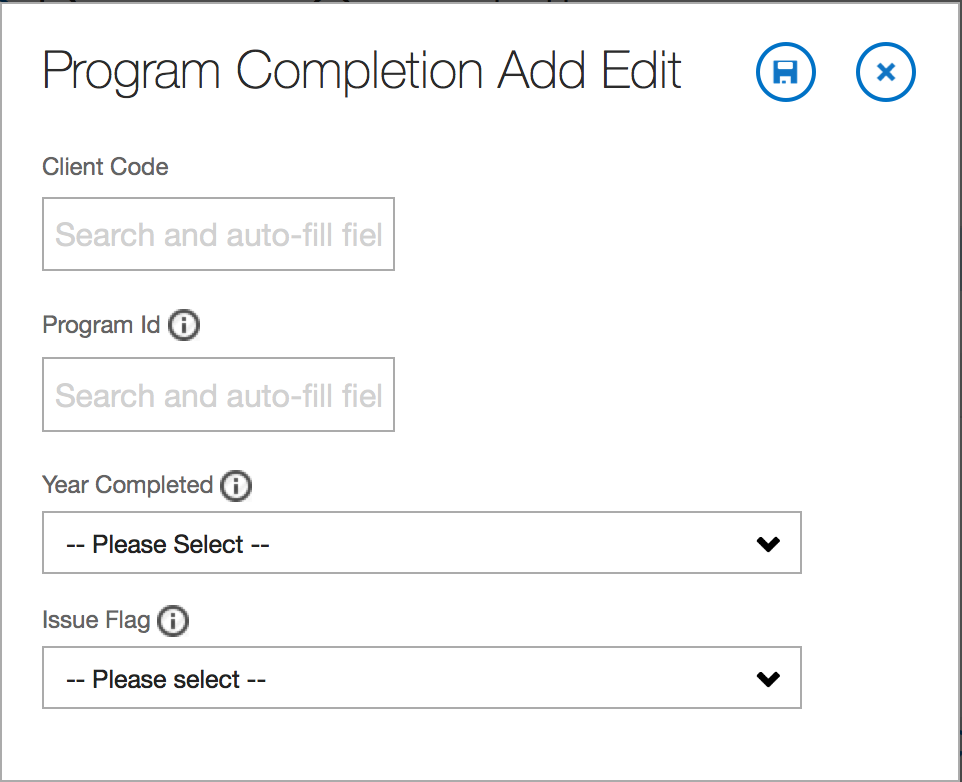 Program Completion Add Edit
Client Code
Search and auto-fill fiel
Program Id
Search and auto-fill fiel
Year Completed
-- Please Select --
Issue Flag
-- Please select --